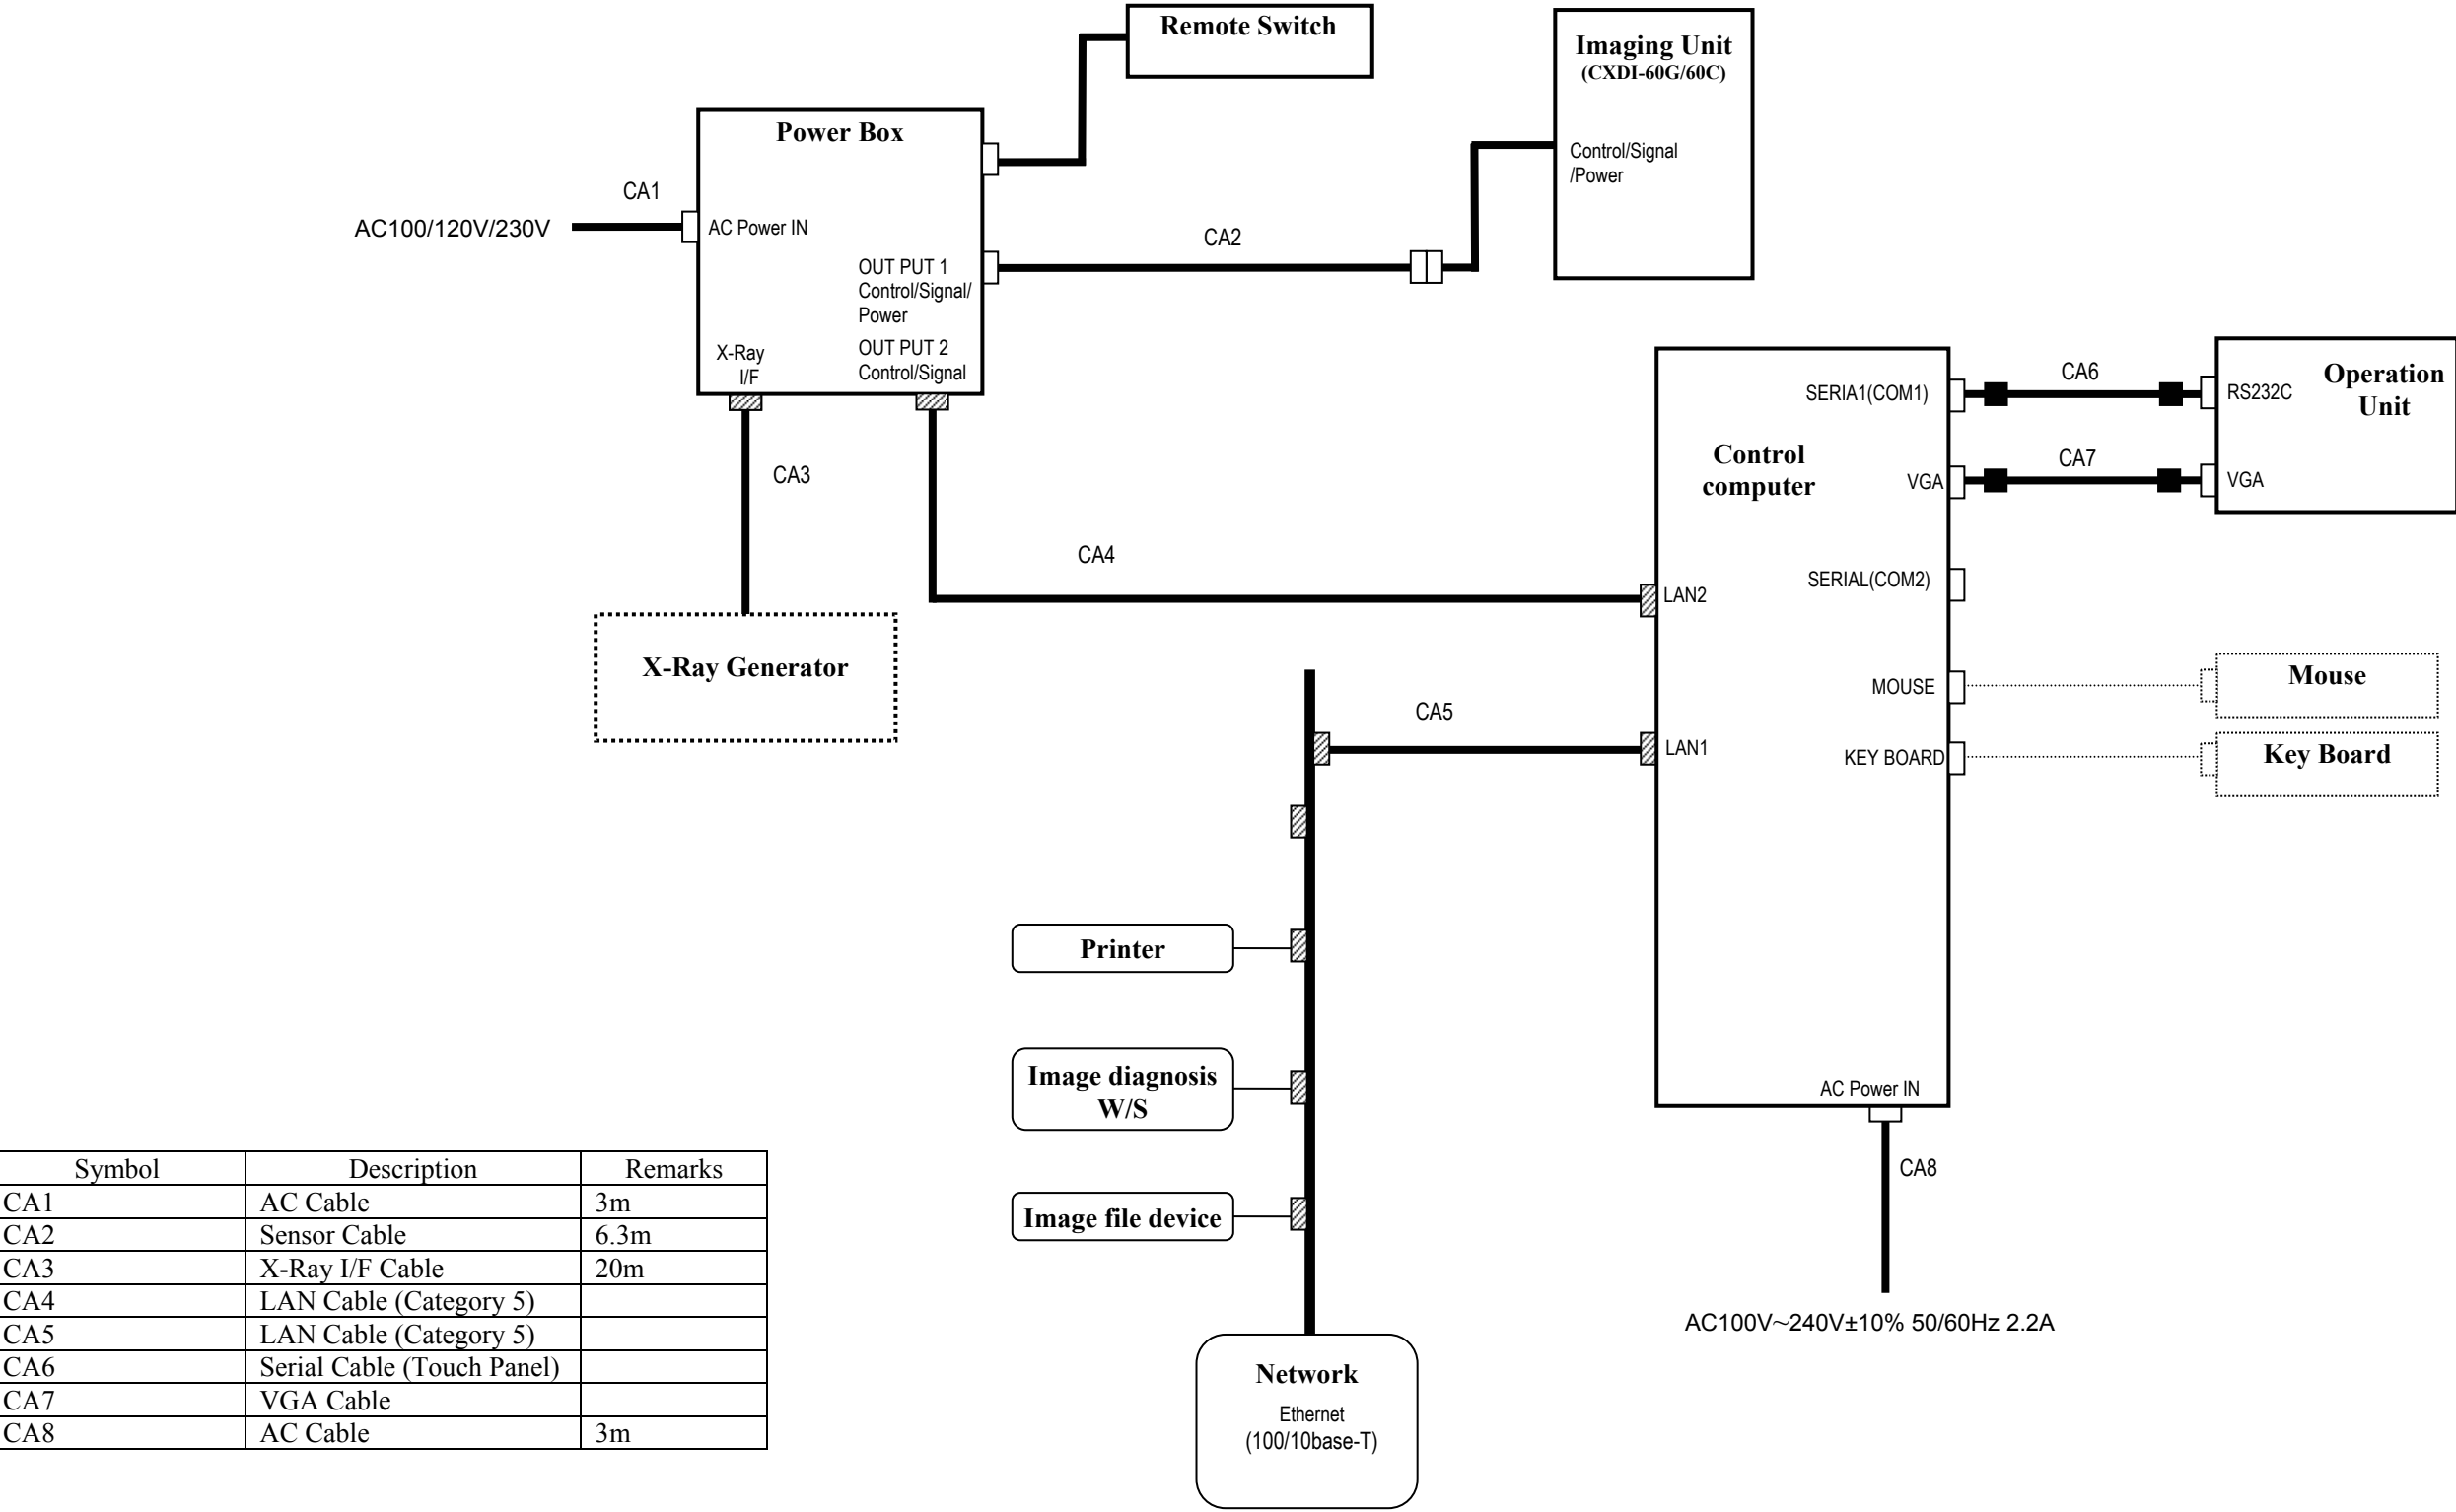 Remote Switch
Imaging Unit
(CXDI-60G/60C)
Control/Signal
/Power
Power Box
CA1
AC100/120V/230V
AC Power IN
CA2
OUT PUT 1
Control/Signal/
Power
OUT PUT 2
Control/Signal
X-Ray
I/F
CA3
CA4
X-Ray Generator
Control
computer
SERIA1(COM1)
VGA
SERIAL(COM2)
MOUSE
KEY BOARD
LAN2
LAN1
AC Power IN
CA6
CA7
RS232C
VGA
Operation
Unit
Mouse
Key Board
CA5
Printer
Image diagnosis
W/S
Image file device
Network
Ethernet
(100/10base-T)
CA8
AC100V~240V±10% 50/60Hz 2.2A
Symbol Description Remarks
CA1 AC Cable 3m
CA2 Sensor Cable 6.3m
CA3 X-Ray I/F Cable 20m
CA4 LAN Cable (Category 5)
CA5 LAN Cable (Category 5)
CA6 Serial Cable (Touch Panel)
CA7 VGA Cable
CA8 AC Cable 3m